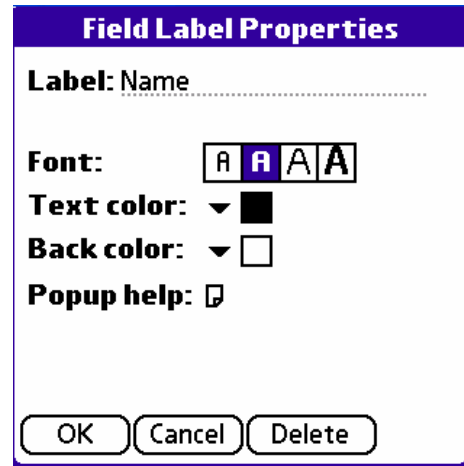 Field Label Properties
Label: Name
Font: A A A A
Text color:
Back color:
Popup help:
OK Cancel Delete